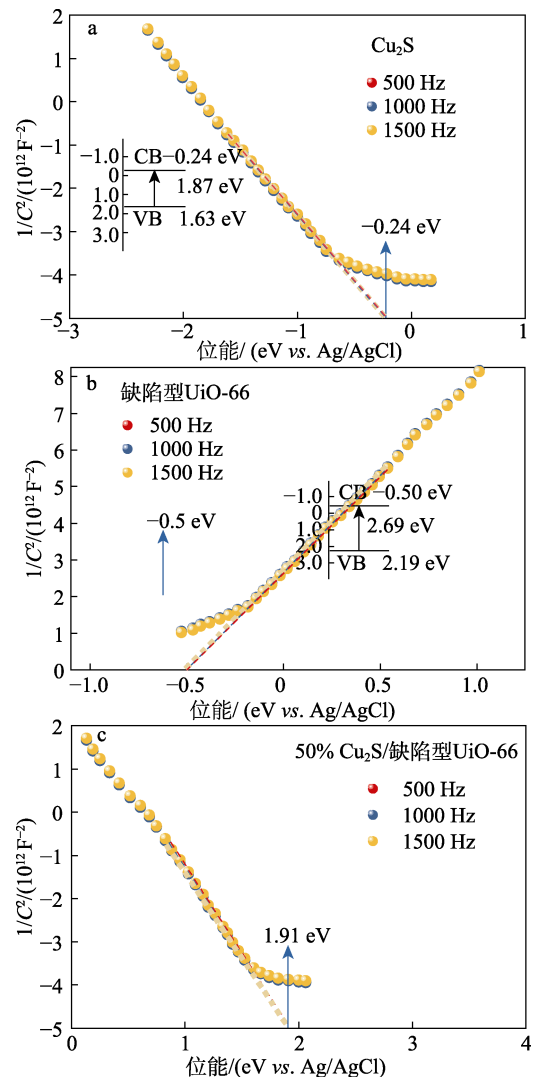 a
Cu₂S
500 Hz
1000 Hz
1500 Hz
2
1
0
−1
−2
−3
−4
−5
1/C²/(10¹² F⁻²)
−1.0
0
1.0
2.0
3.0
CB −0.24 eV
1.87 eV
VB 1.63 eV
−0.24 eV
−3 −2 −1 0 1
位能/ (eV vs. Ag/AgCl)
b
缺陷型UiO-66
500 Hz
1000 Hz
1500 Hz
8
7
6
5
4
3
2
1
0
1/C²/(10¹² F⁻²)
−0.5 eV
−1.0
0
1.0
2.0
3.0
CB −0.50 eV
2.69 eV
VB 2.19 eV
−1.0 −0.5 0 0.5 1.0
位能/ (eV vs. Ag/AgCl)
c
50% Cu₂S/缺陷型UiO-66
500 Hz
1000 Hz
1500 Hz
2
1
0
−1
−2
−3
−4
−5
1/C²/(10¹² F⁻²)
1.91 eV
0 1 2 3 4
位能/(eV vs. Ag/AgCl)